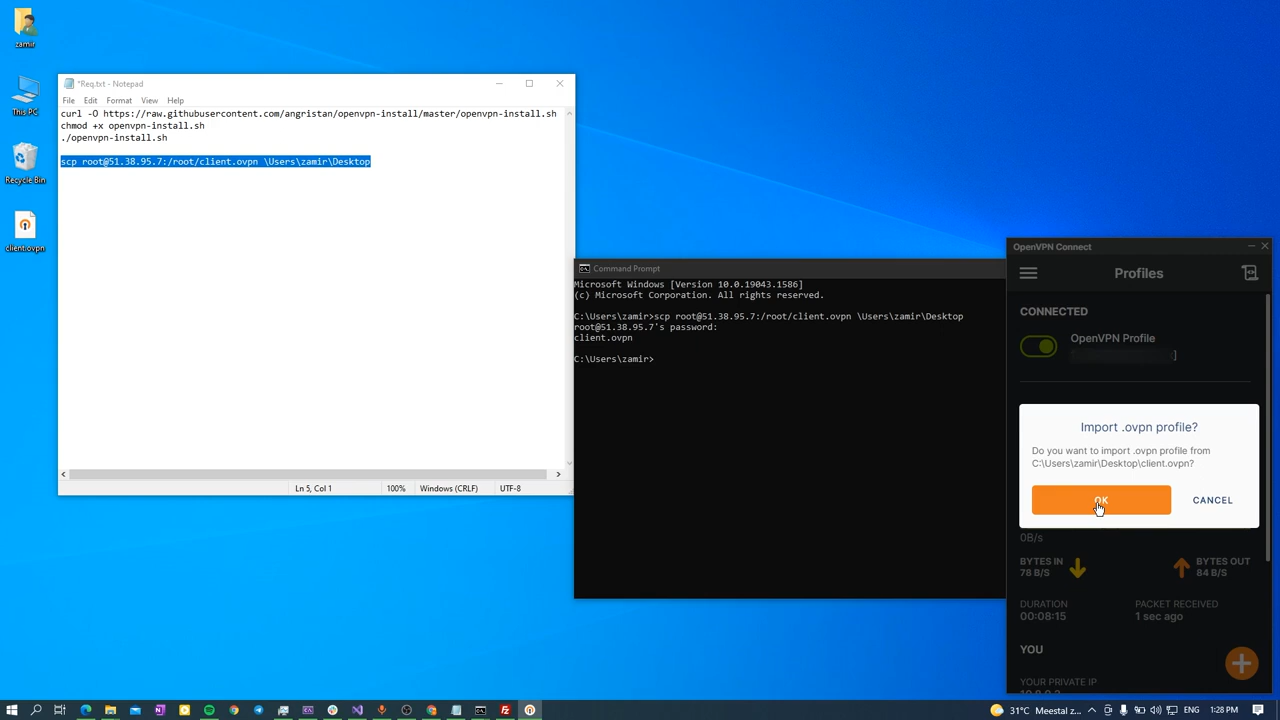 zamir
This PC
Recycle Bin
client.ovpn
*Req.txt - Notepad
File Edit Format View Help
curl -O https://raw.githubusercontent.com/angristan/openvpn-install/master/openvpn-install.sh
chmod +x openvpn-install.sh
./openvpn-install.sh
scp root@51.38.95.7:/root/client.ovpn \Users\zamir\Desktop
Ln 5, Col 1 100% Windows (CRLF) UTF-8
Command Prompt
Microsoft Windows [Version 10.0.19043.1586]
(c) Microsoft Corporation. All rights reserved.
C:\Users\zamir>scp root@51.38.95.7:/root/client.ovpn \Users\zamir\Desktop
root@51.38.95.7's password:
client.ovpn
C:\Users\zamir>
OpenVPN Connect
Profiles
CONNECTED
OpenVPN Profile
]
Import .ovpn profile?
Do you want to import .ovpn profile from
C:\Users\zamir\Desktop\client.ovpn?
OK CANCEL
0B/s
BYTES IN
78 B/S
BYTES OUT
84 B/S
DURATION
00:08:15
PACKET RECEIVED
1 sec ago
YOU
YOUR PRIVATE IP
10.8.0.2
31°C Meestal z... ENG 1:28 PM